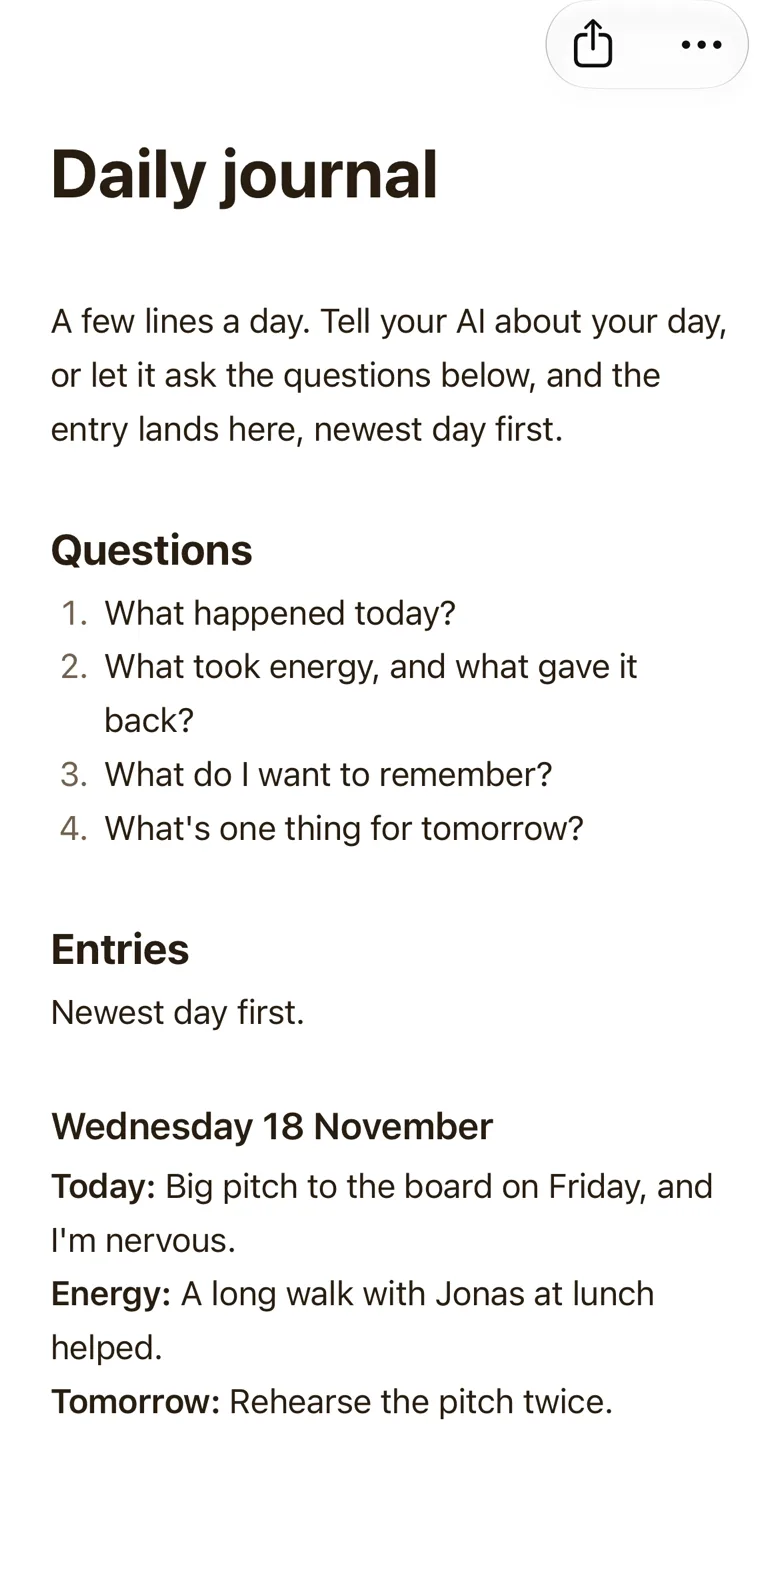 Daily journal
A few lines a day. Tell your AI about your day,
or let it ask the questions below, and the
entry lands here, newest day first.
Questions
1. What happened today?
2. What took energy, and what gave it
back?
3. What do I want to remember?
4. What's one thing for tomorrow?
Entries
Newest day first.
Wednesday 18 November
Today: Big pitch to the board on Friday, and
I'm nervous.
Energy: A long walk with Jonas at lunch
helped.
Tomorrow: Rehearse the pitch twice.